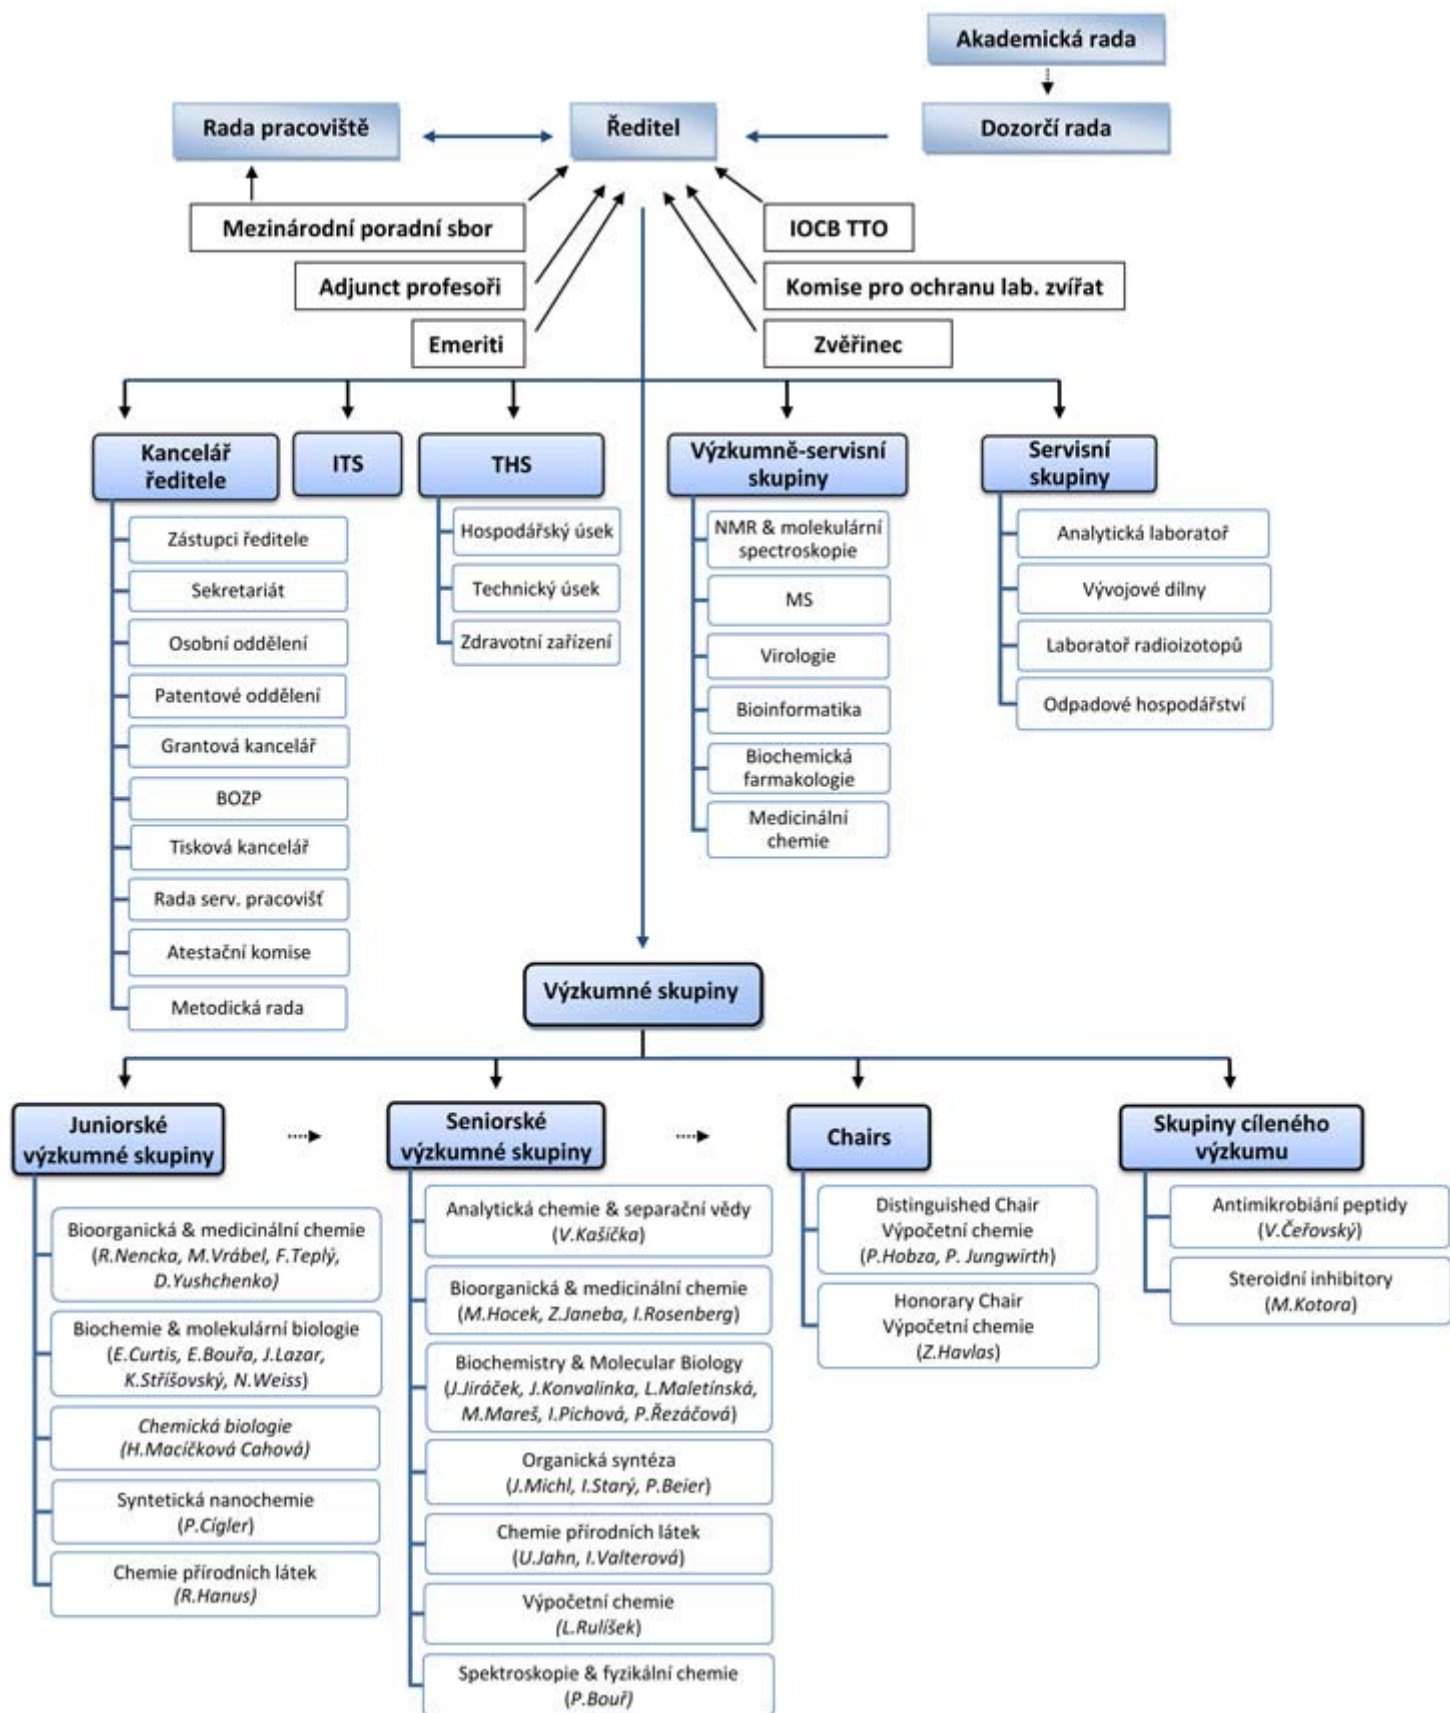 Akademická rada
Rada pracoviště
Ředitel
Dozorčí rada
Mezinárodní poradní sbor
IOCB TTO
Adjunct profesoři
Komise pro ochranu lab. zvířat
Emeriti
Zvěřinec
Kancelář
ředitele
ITS
THS
Výzkumně-servisní
skupiny
Servisní
skupiny
Zástupci ředitele
Sekretariát
Osobní oddělení
Patentové oddělení
Grantová kancelář
BOZP
Tisková kancelář
Rada serv. pracovišť
Atestační komise
Metodická rada
Hospodářský úsek
Technický úsek
Zdravotní zařízení
NMR & molekulární
spectroskopie
MS
Virologie
Bioinformatika
Biochemická
farmakologie
Medicinální
chemie
Analytická laboratoř
Vývojové dílny
Laboratoř radioizotopů
Odpadové hospodářství
Výzkumné skupiny
Juniorské
výzkumné skupiny
Seniorské
výzkumné skupiny
Chairs
Skupiny cíleného
výzkumu
Bioorganická & medicinální chemie
(R.Nencka, M.Vrábel, F.Teplý,
D.Yushchenko)
Biochemie & molekulární biologie
(E.Curtis, E.Bouřa, J.Lazar,
K.Stříšovský, N.Weiss)
Chemická biologie
(H.Macíčková Cahová)
Syntetická nanochemie
(P.Cígler)
Chemie přírodních látek
(R.Hanus)
Analytická chemie & separační vědy
(V.Kašička)
Bioorganická & medicinální chemie
(M.Hocek, Z.Janeba, I.Rosenberg)
Biochemistry & Molecular Biology
(J.Jiráček, J.Konvalinka, L.Maletínská,
M.Mareš, I.Pichová, P.Řezáčová)
Organická syntéza
(J.Michl, I.Starý, P.Beier)
Chemie přírodních látek
(U.Jahn, I.Valterová)
Výpočetní chemie
(L.Rulíšek)
Spektroskopie & fyzikální chemie
(P.Bouř)
Distinguished Chair
Výpočetní chemie
(P.Hobza, P. Jungwirth)
Honorary Chair
Výpočetní chemie
(Z.Havlas)
Antimikrobiání peptidy
(V.Čeřovský)
Steroidní inhibitory
(M.Kotora)